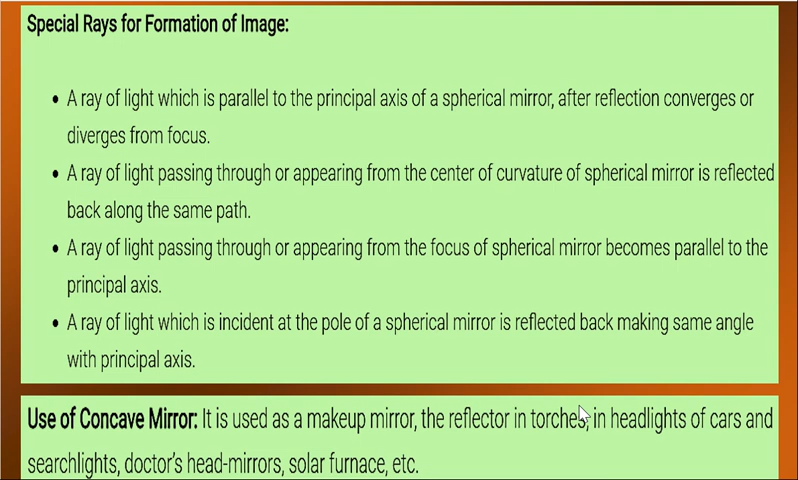 Special Rays for Formation of Image:
• A ray of light which is parallel to the principal axis of a spherical mirror, after reflection converges or
diverges from focus.
• A ray of light passing through or appearing from the center of curvature of spherical mirror is reflected
back along the same path.
• A ray of light passing through or appearing from the focus of spherical mirror becomes parallel to the
principal axis.
• A ray of light which is incident at the pole of a spherical mirror is reflected back making same angle
with principal axis.
Use of Concave Mirror: It is used as a makeup mirror, the reflector in torches, in headlights of cars and
searchlights, doctor's head-mirrors, solar furnace, etc.